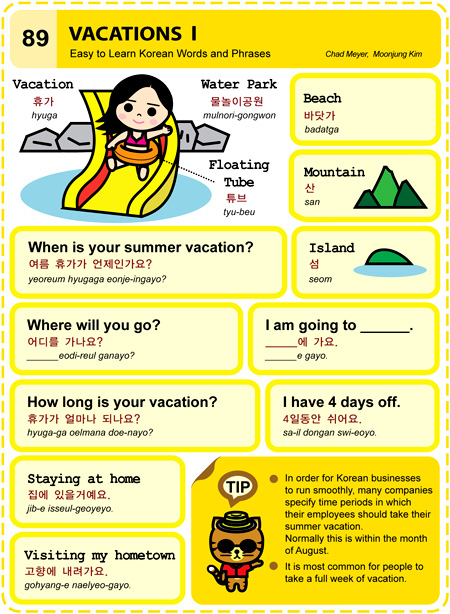 89
VACATIONS I
Easy to Learn Korean Words and Phrases
Chad Meyer, Moonjung Kim
Vacation
휴가
hyuga
Water Park
물놀이공원
mulnori-gongwon
Floating
Tube
튜브
tyu-beu
Beach
바닷가
badatga
Mountain
산
san
When is your summer vacation?
여름 휴가가 언제인가요?
yeoreum hyugaga eonje-ingayo?
Island
섬
seom
Where will you go?
어디를 가나요?
______eodi-reul ganayo?
I am going to ______.
_____에 가요.
______e gayo.
How long is your vacation?
휴가가 얼마나 되나요?
hyuga-ga oelmana doe-nayo?
I have 4 days off.
4일동안 쉬어요.
sa-il dongan swi-eoyo.
Staying at home
집에 있을거예요.
jib-e isseul-geoyeyo.
Visiting my hometown
고향에 내려가요.
gohyang-e naelyeo-gayo.
TIP
In order for Korean businesses
to run smoothly, many companies
specify time periods in which
their employees should take their
summer vacation.
Normally this is within the month
of August.
It is most common for people to
take a full week of vacation.